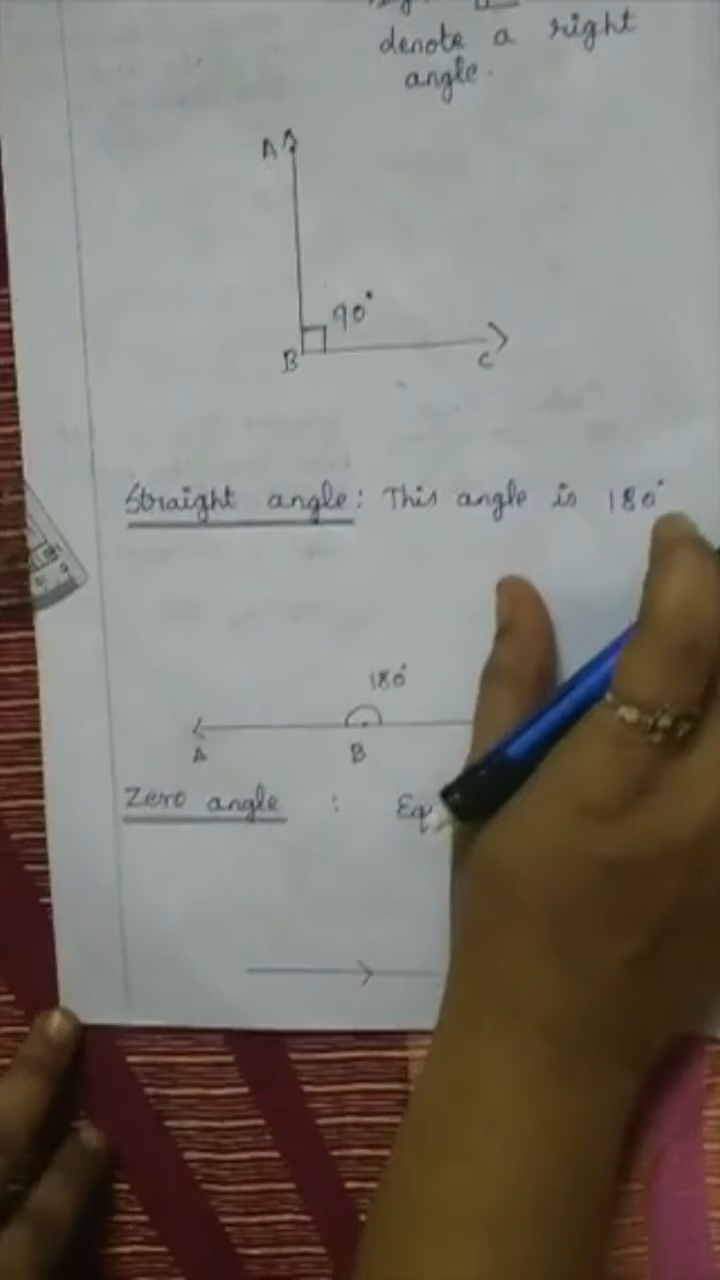 denote a right
angle.
A
90°
B
C
Straight angle: This angle is 180°
180°
A
B
Zero angle : Eq